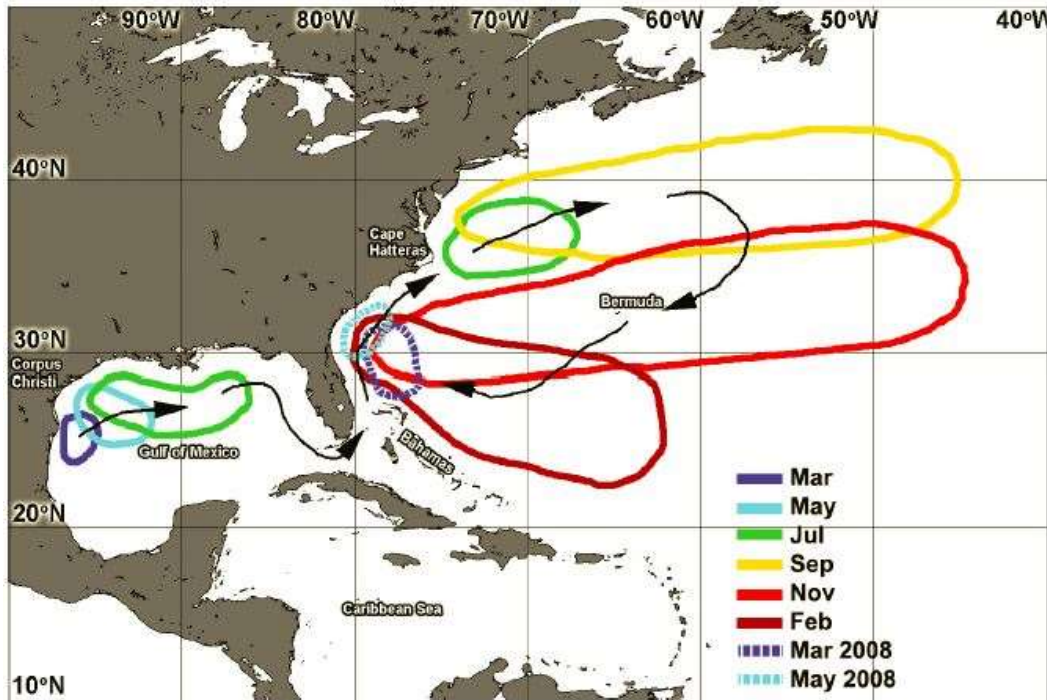 90°W 80°W 70°W 60°W 50°W 40°W
40°N
Cape
Hatteras
Bermuda
30°N
Corpus
Christi
Gulf of Mexico
Bahamas
20°N
Caribbean Sea
10°N
Mar
May
Jul
Sep
Nov
Feb
Mar 2008
May 2008